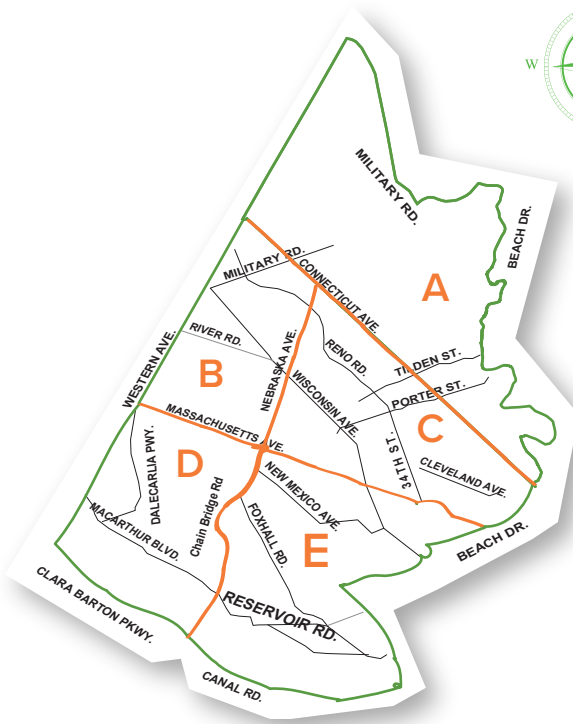 W
MILITARY RD.
BEACH DR.
A
MILITARY RD.
CONNECTICUT AVE.
RIVER RD.
RENO RD.
TILDEN ST.
WESTERN AVE.
B
NEBRASKA AVE.
WISCONSIN AVE.
PORTER ST.
MASSACHUSETTS AVE.
C
34TH ST.
D
DALECARLIA PWY.
CLEVELAND AVE.
NEW MEXICO AVE
Chain Bridge Rd
MACARTHUR BLVD.
FOXHALL RD.
E
BEACH DR.
CLARA BARTON PKWY.
RESERVOIR RD.
CANAL RD.